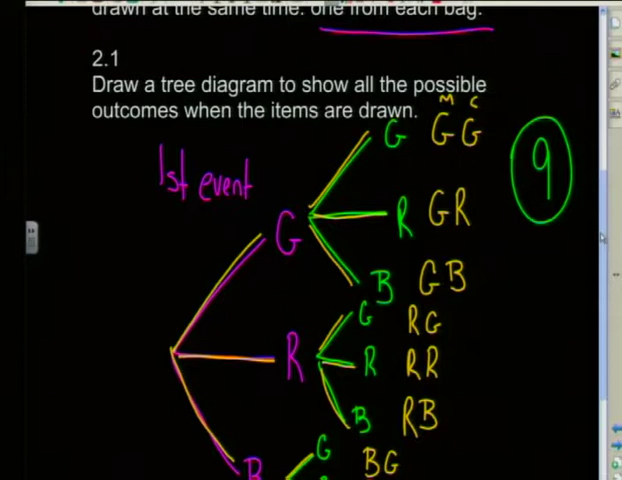 drawn at the same time: one from each bag.
2.1
Draw a tree diagram to show all the possible
outcomes when the items are drawn.
M C
G GG
9
1st event
G R GR
B GB
G RG
R R RR
B RB
G BG
B